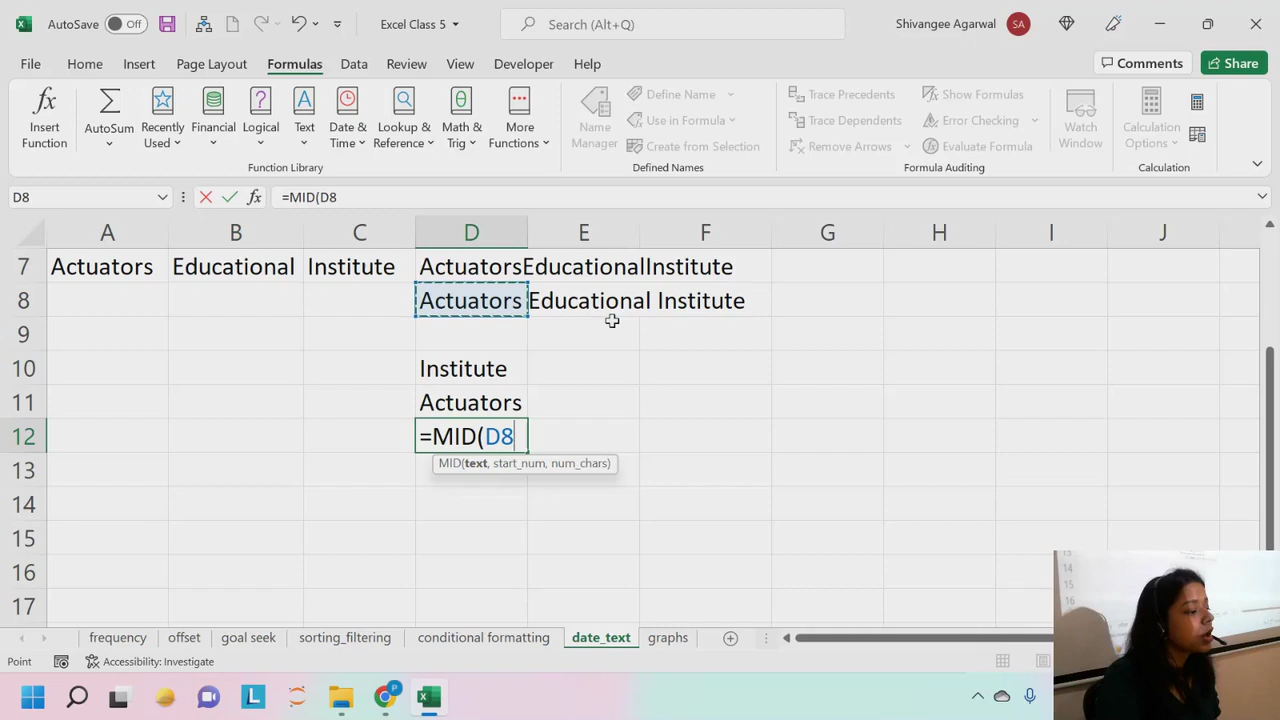 AutoSave Off Excel Class 5 Search (Alt+Q) Shivangee Agarwal SA
File Home Insert Page Layout Formulas Data Review View Developer Help Comments Share
Insert Function
AutoSum
Recently Used
Financial
Logical
Text
Date & Time
Lookup & Reference
Math & Trig
More Functions
Function Library
Name Manager
Define Name
Use in Formula
Create from Selection
Defined Names
Trace Precedents
Trace Dependents
Remove Arrows
Show Formulas
Error Checking
Evaluate Formula
Formula Auditing
Watch Window
Calculation Options
Calculation
D8 fx =MID(D8
A B C D E F G H I J
7 Actuators Educational Institute ActuatorsEducationalInstitute
8 Actuators Educational Institute
9
10 Institute
11 Actuators
12 =MID(D8
MID(text, start_num, num_chars)
13
14
15
16
17
frequency offset goal seek sorting_filtering conditional formatting date_text graphs
Point Accessibility: Investigate